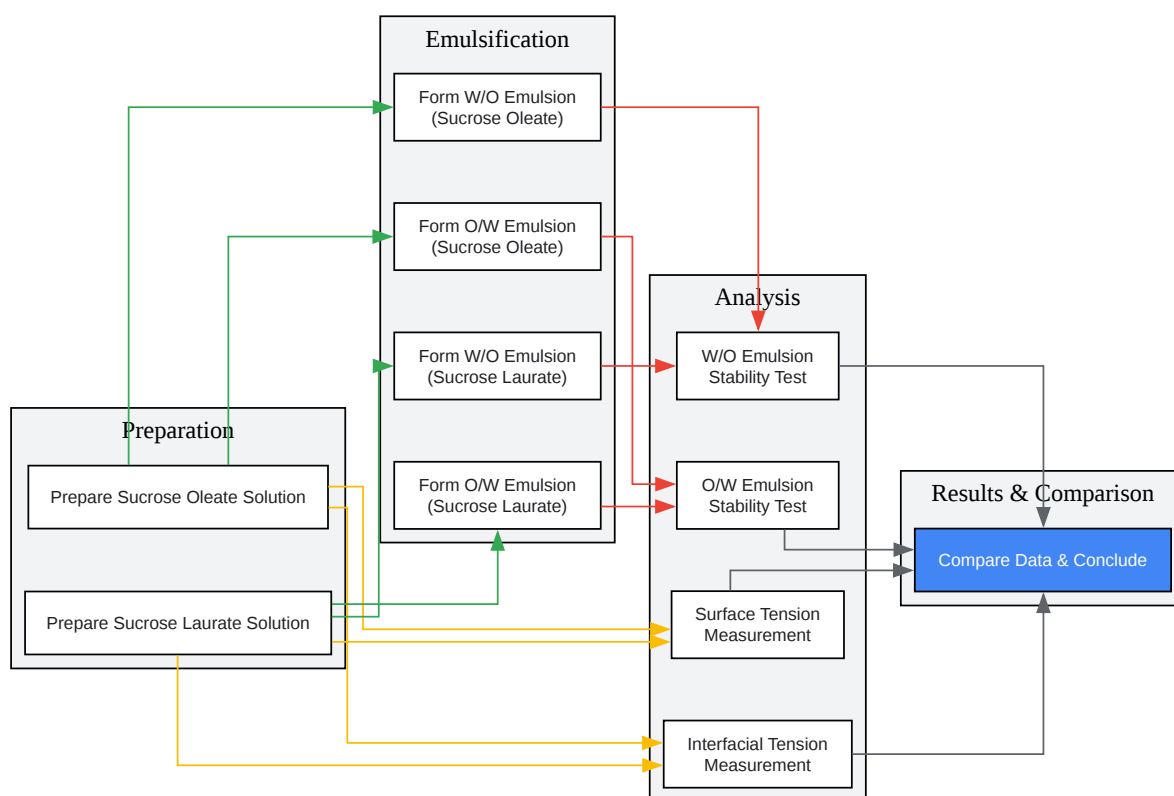 Emulsification
Form W/O Emulsion
(Sucrose Oleate)
Form O/W Emulsion
(Sucrose Oleate)
Form W/O Emulsion
(Sucrose Laurate)
Form O/W Emulsion
(Sucrose Laurate)
Preparation
Prepare Sucrose Oleate Solution
Prepare Sucrose Laurate Solution
Analysis
W/O Emulsion
Stability Test
O/W Emulsion
Stability Test
Surface Tension
Measurement
Interfacial Tension
Measurement
Results & Comparison
Compare Data & Conclude